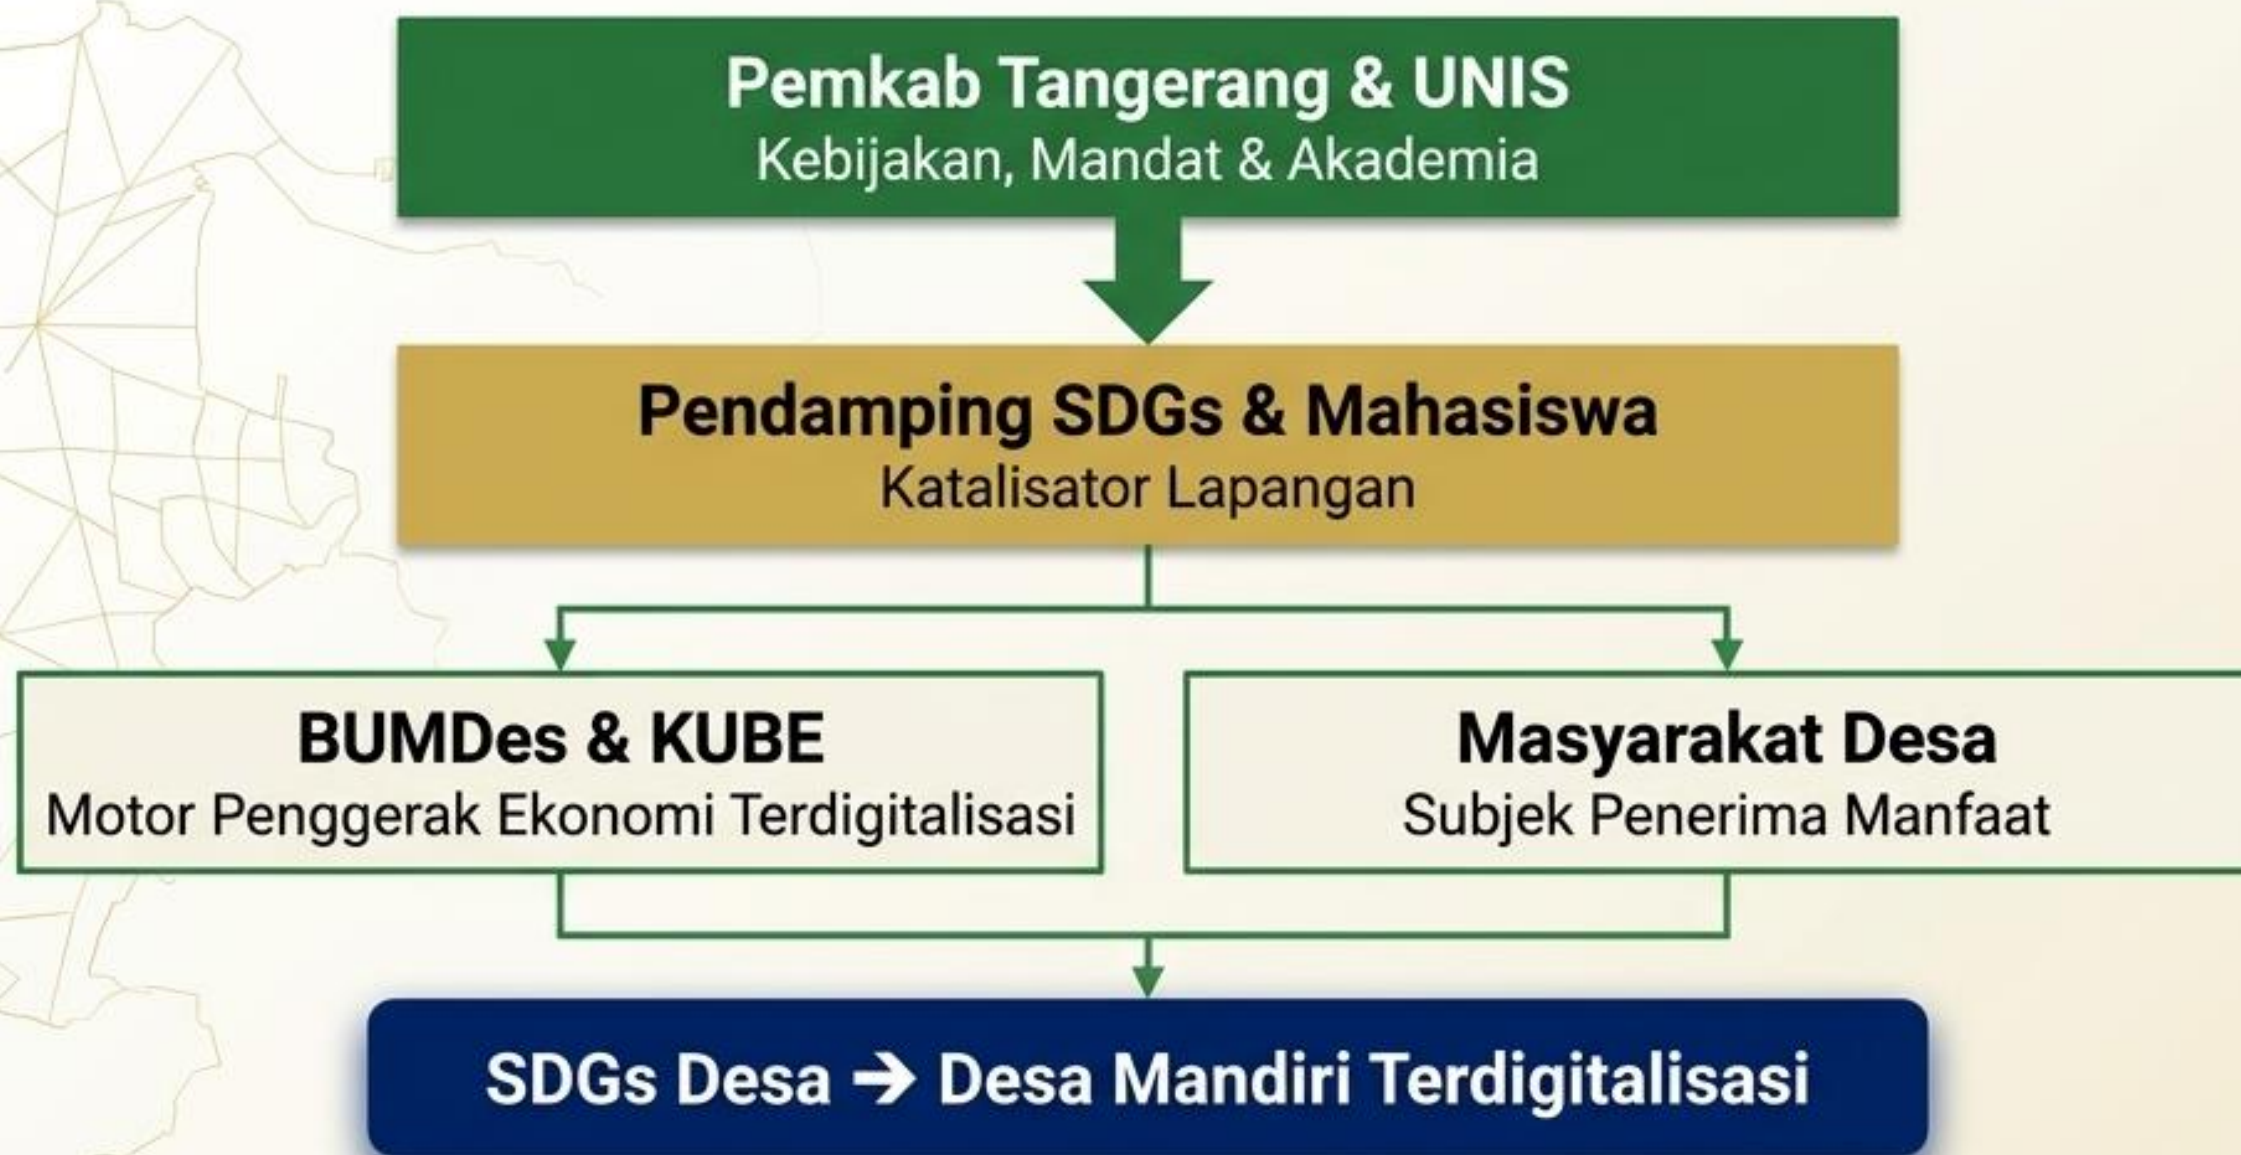 Pemkab Tangerang & UNIS
Kebijakan, Mandat & Akademia
Pendamping SDGs & Mahasiswa
Katalisator Lapangan
BUMDes & KUBE
Motor Penggerak Ekonomi Terdigitalisasi
Masyarakat Desa
Subjek Penerima Manfaat
SDGs Desa → Desa Mandiri Terdigitalisasi